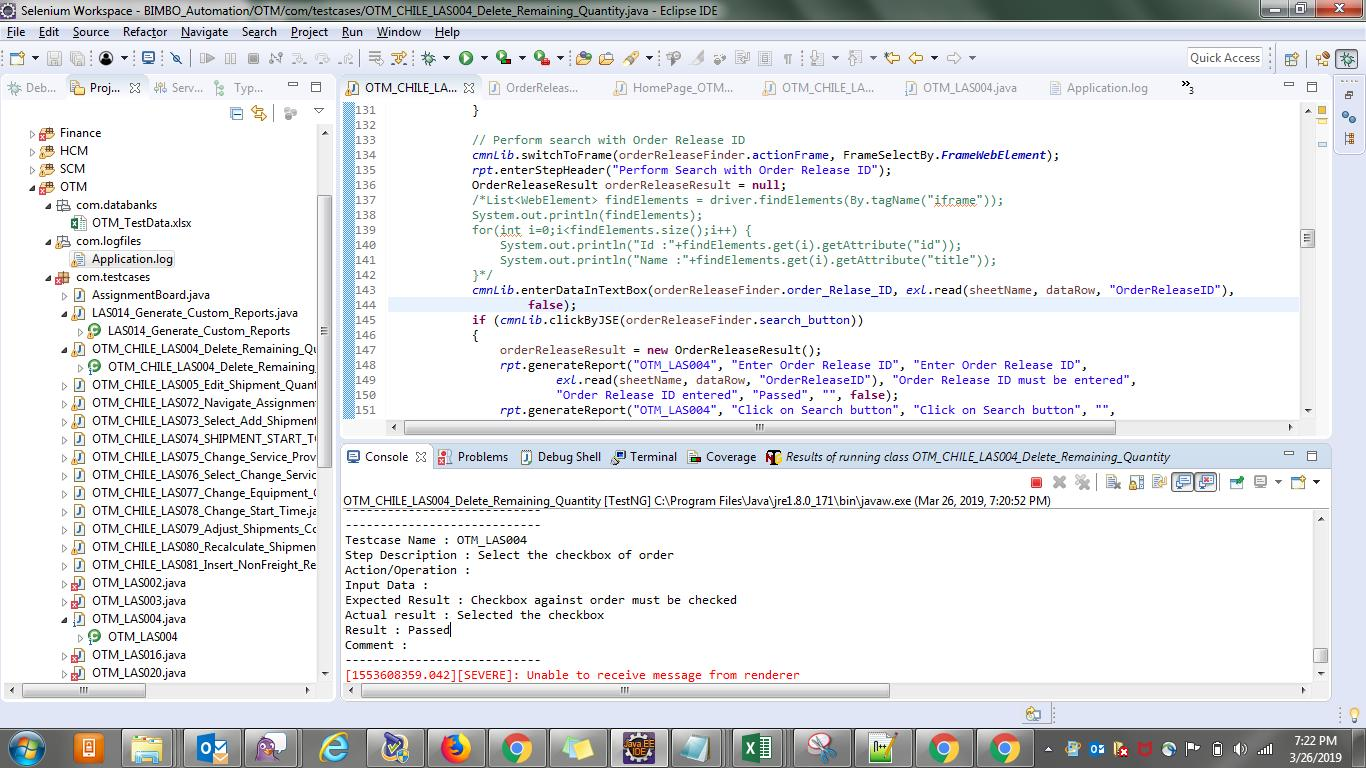 Selenium Workspace - BIMBO_Automation/OTM/com/testcases/OTM_CHILE_LAS004_Delete_Remaining_Quantity.java - Eclipse IDE
File Edit Source Refactor Navigate Search Project Run Window Help
Quick Access
Deb... Proj... Serv... Typ...
OTM_CHILE_LA... OrderReleas... HomePage_OTM... OTM_CHILE_LA... OTM_LAS004.java Application.log »3
Finance
HCM
SCM
OTM
com.databanks
OTM_TestData.xlsx
com.logfiles
Application.log
com.testcases
AssignmentBoard.java
LAS014_Generate_Custom_Reports.java
LAS014_Generate_Custom_Reports
OTM_CHILE_LAS004_Delete_Remaining_Qu
OTM_CHILE_LAS004_Delete_Remaining_
OTM_CHILE_LAS005_Edit_Shipment_Quant
OTM_CHILE_LAS072_Navigate_Assignment
OTM_CHILE_LAS073_Select_Add_Shipment
OTM_CHILE_LAS074_SHIPMENT_START_TO
OTM_CHILE_LAS075_Change_Service_Prov
OTM_CHILE_LAS076_Select_Change_Servic
OTM_CHILE_LAS077_Change_Equipment_
OTM_CHILE_LAS078_Change_Start_Time.ja
OTM_CHILE_LAS079_Adjust_Shipments_Co
OTM_CHILE_LAS080_Recalculate_Shipmen
OTM_CHILE_LAS081_Insert_NonFreight_Re
OTM_LAS002.java
OTM_LAS003.java
OTM_LAS004.java
OTM_LAS004
OTM_LAS016.java
OTM_LAS020.java
131 }
132
133 // Perform search with Order Release ID
134 cmnLib.switchToFrame(orderReleaseFinder.actionFrame, FrameSelectBy.FrameWebElement);
135 rpt.enterStepHeader("Perform Search with Order Release ID");
136 OrderReleaseResult orderReleaseResult = null;
137 /*List<WebElement> findElements = driver.findElements(By.tagName("iframe"));
138 System.out.println(findElements);
139 for(int i=0;i<findElements.size();i++) {
140 System.out.println("Id :"+findElements.get(i).getAttribute("id"));
141 System.out.println("Name :"+findElements.get(i).getAttribute("title"));
142 }*/
143 cmnLib.enterDataInTextBox(orderReleaseFinder.order_Relase_ID, exl.read(sheetName, dataRow, "OrderReleaseID"),
144 false);
145 if (cmnLib.clickByJSE(orderReleaseFinder.search_button))
146 {
147 orderReleaseResult = new OrderReleaseResult();
148 rpt.generateReport("OTM_LAS004", "Enter Order Release ID", "Enter Order Release ID",
149 exl.read(sheetName, dataRow, "OrderReleaseID"), "Order Release ID must be entered",
150 "Order Release ID entered", "Passed", "", false);
151 rpt.generateReport("OTM_LAS004", "Click on Search button", "Click on Search button", "",
Console Problems Debug Shell Terminal Coverage Results of running class OTM_CHILE_LAS004_Delete_Remaining_Quantity
OTM_CHILE_LAS004_Delete_Remaining_Quantity [TestNG] C:\Program Files\Java\jre1.8.0_171\bin\javaw.exe (Mar 26, 2019, 7:20:52 PM)
----------------------------
----------------------------
Testcase Name : OTM_LAS004
Step Description : Select the checkbox of order
Action/Operation :
Input Data :
Expected Result : Checkbox against order must be checked
Actual result : Selected the checkbox
Result : Passed
Comment :
----------------------------
[1553608359.042][SEVERE]: Unable to receive message from renderer
Java EE
IDE
7:22 PM
3/26/2019